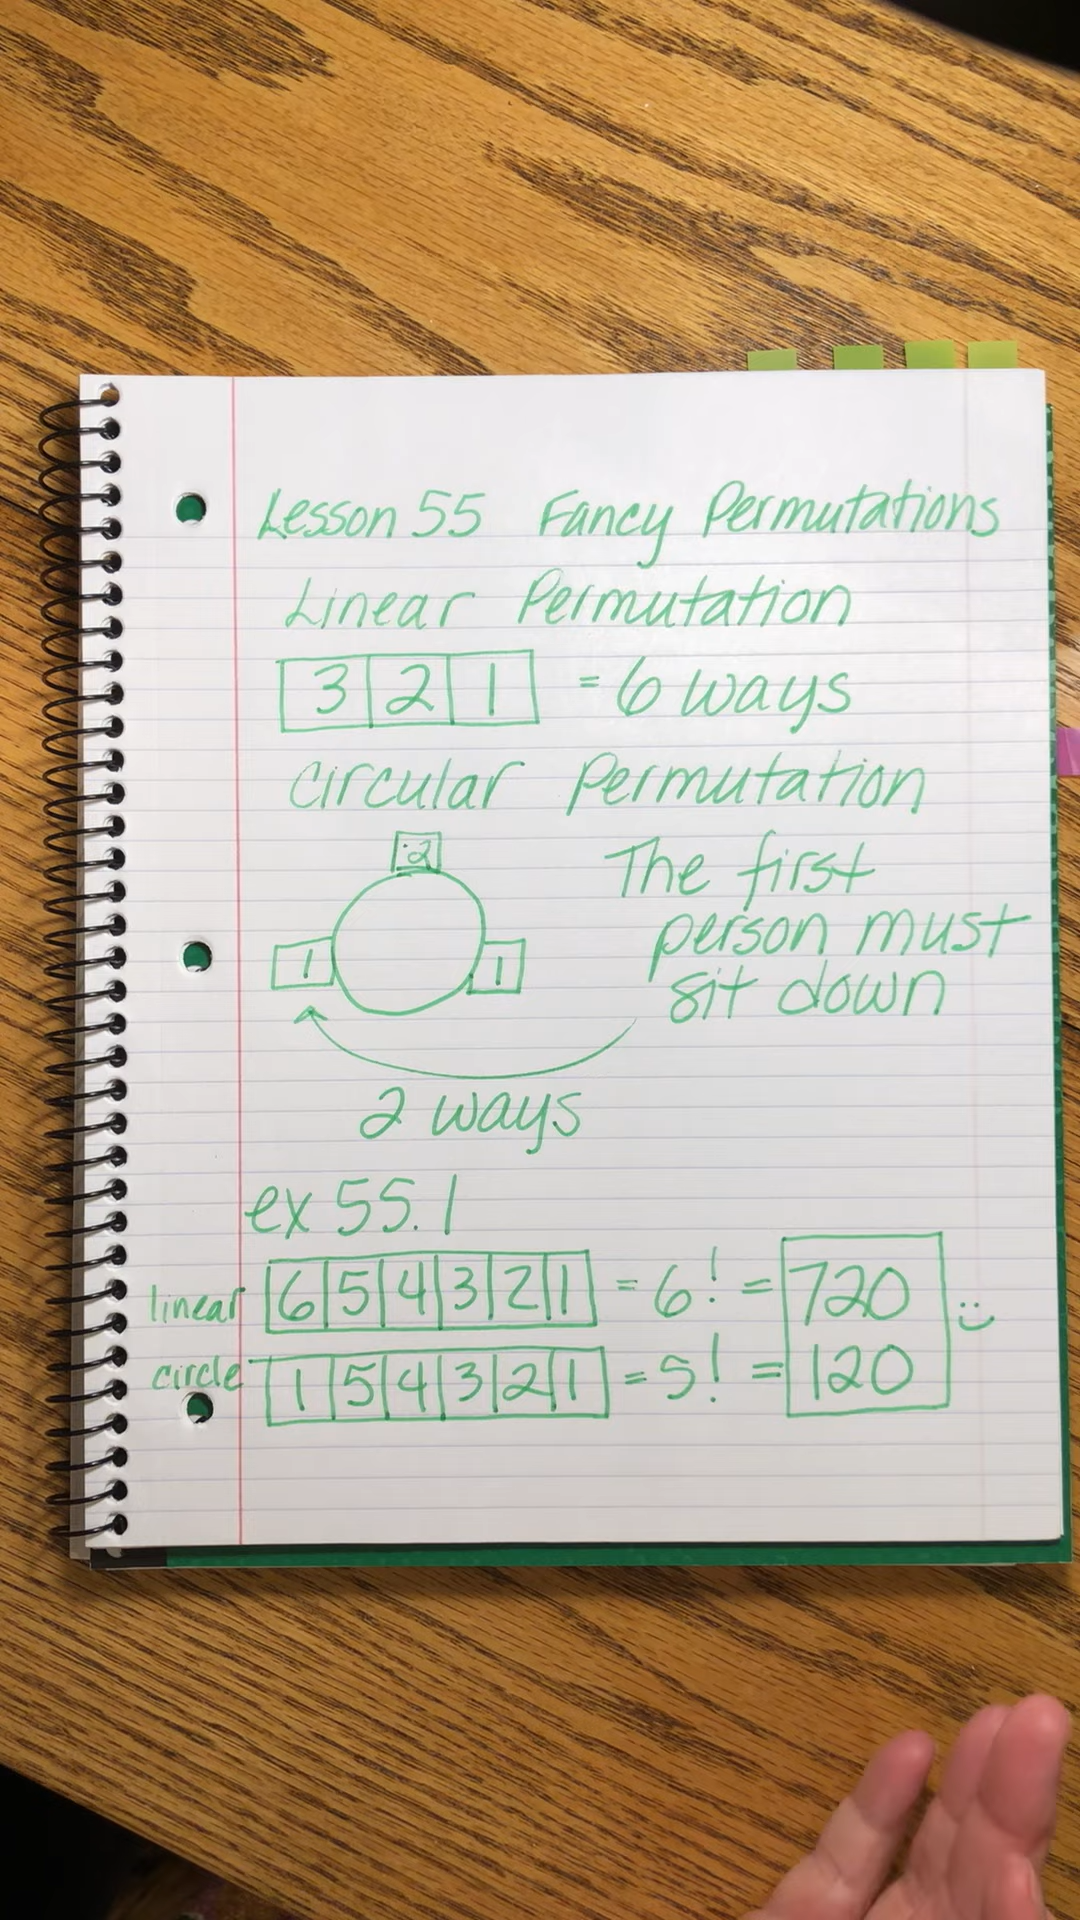 Lesson 55 Fancy Permutations
Linear Permutation
3 2 1 = 6 ways
Circular Permutation
2
1 1
The first
person must
sit down
2 ways
ex 55.1
linear 6 5 4 3 2 1 = 6! = 720 :)
circle 1 5 4 3 2 1 = 5! = 120